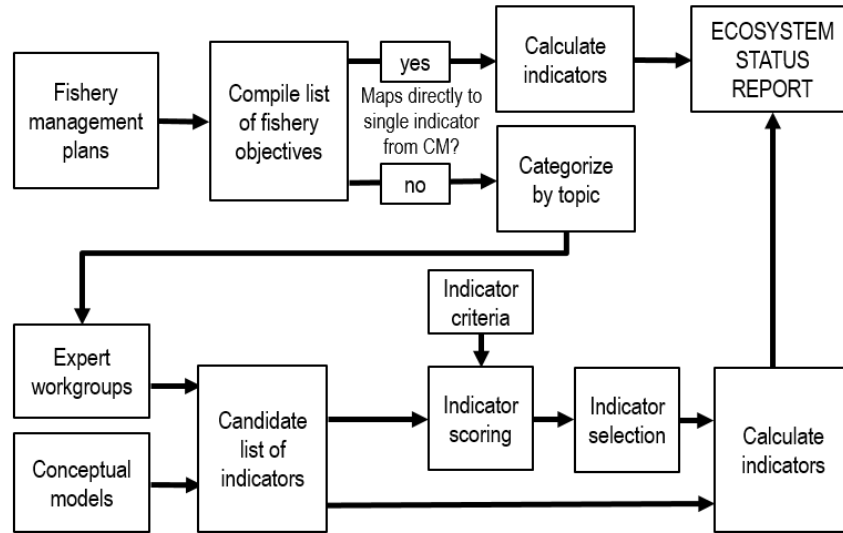 Fishery
management
plans
Compile list
of fishery
objectives
yes
Maps directly to
single indicator
from CM?
no
Calculate
indicators
Categorize
by topic
ECOSYSTEM
STATUS
REPORT
Expert
workgroups
Conceptual
models
Candidate
list of
indicators
Indicator
criteria
Indicator
scoring
Indicator
selection
Calculate
indicators